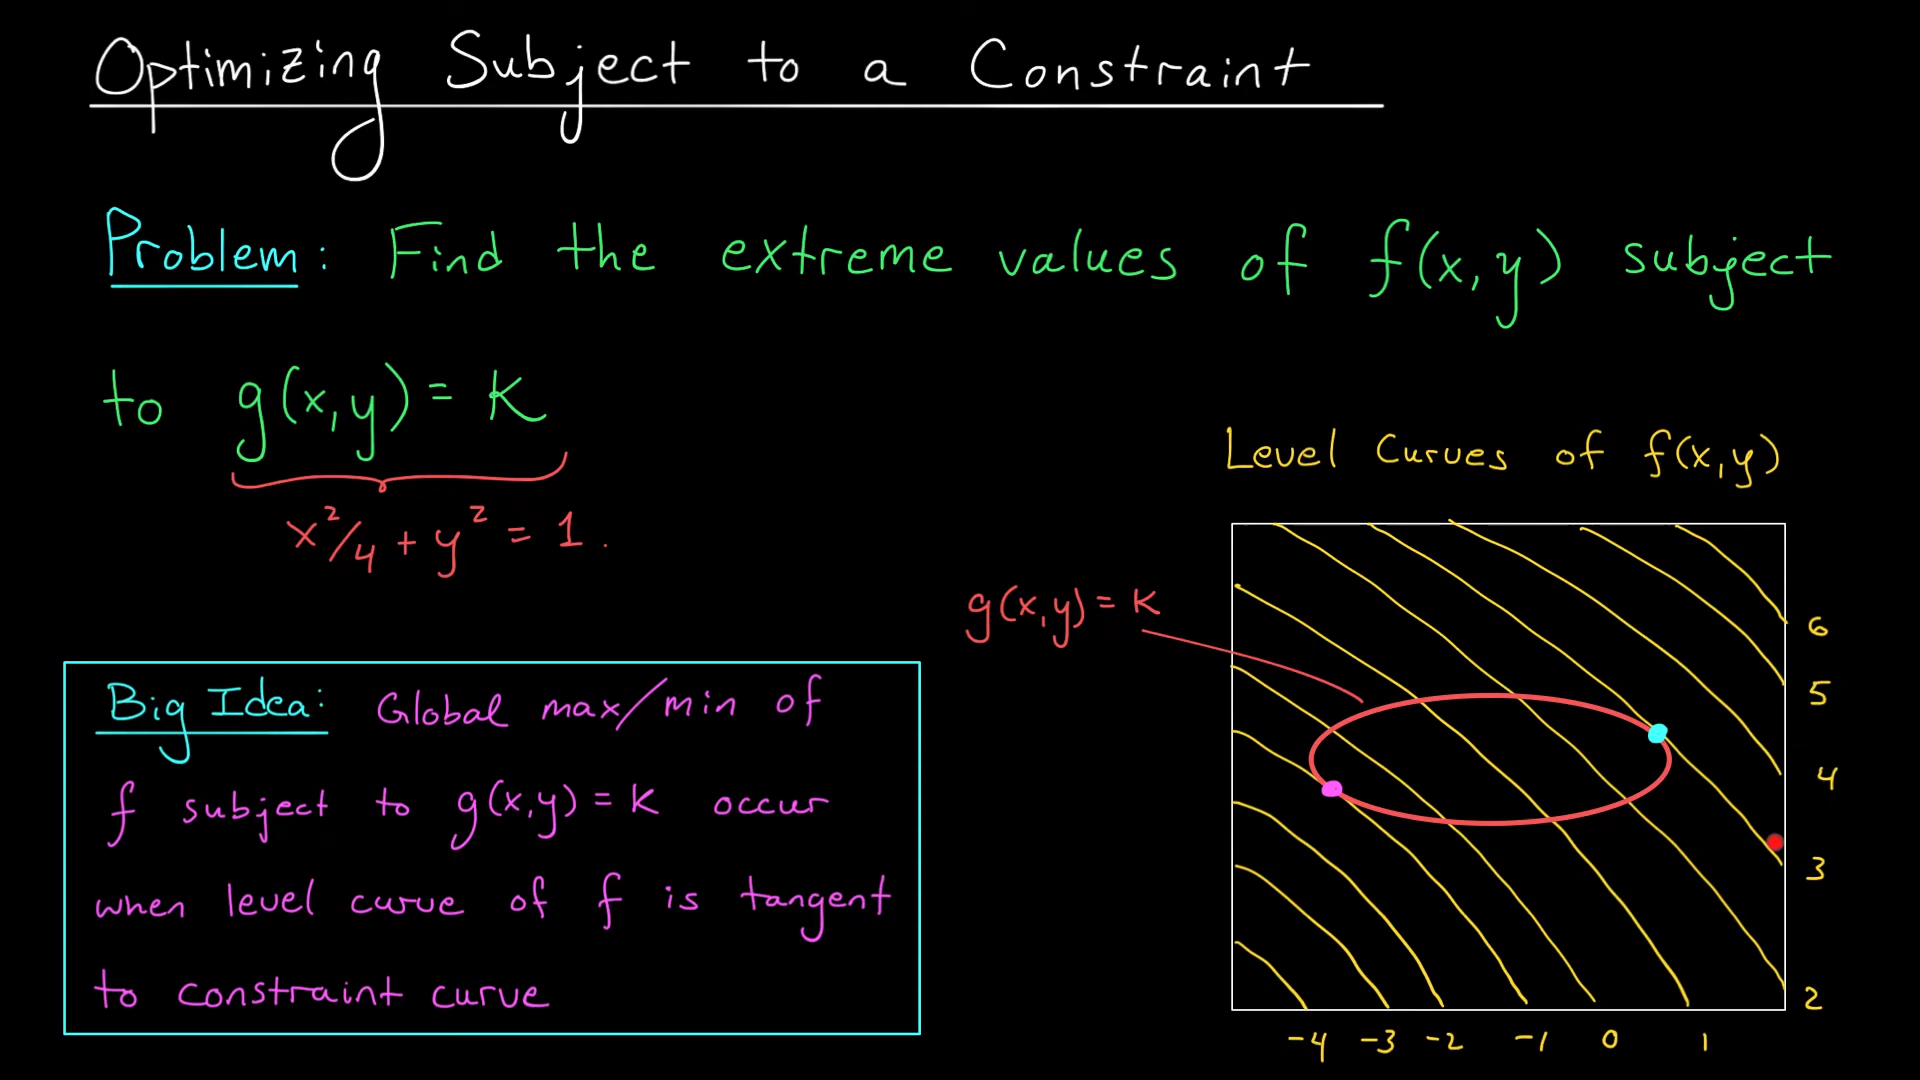 Optimizing Subject to a Constraint
Problem: Find the extreme values of f(x,y) subject
to g(x,y) = K
x²/4 + y² = 1.
Level Curves of f(x,y)
g(x,y) = K
6
5
4
3
2
-4 -3 -2 -1 0 1
Big Idea: Global max/min of
f subject to g(x,y) = K occur
when level curve of f is tangent
to constraint curve